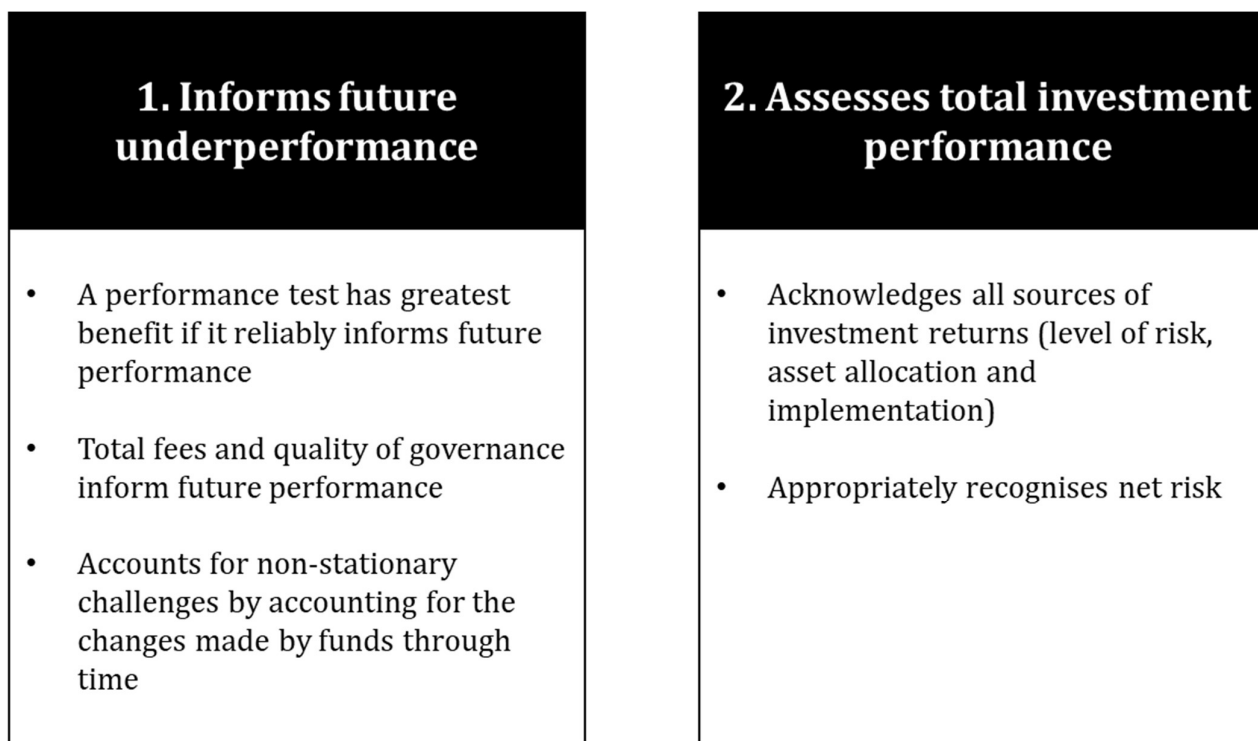 1. Informs future
underperformance
• A performance test has greatest
benefit if it reliably informs future
performance
• Total fees and quality of governance
inform future performance
• Accounts for non-stationary
challenges by accounting for the
changes made by funds through
time
2. Assesses total investment
performance
• Acknowledges all sources of
investment returns (level of risk,
asset allocation and
implementation)
• Appropriately recognises net risk